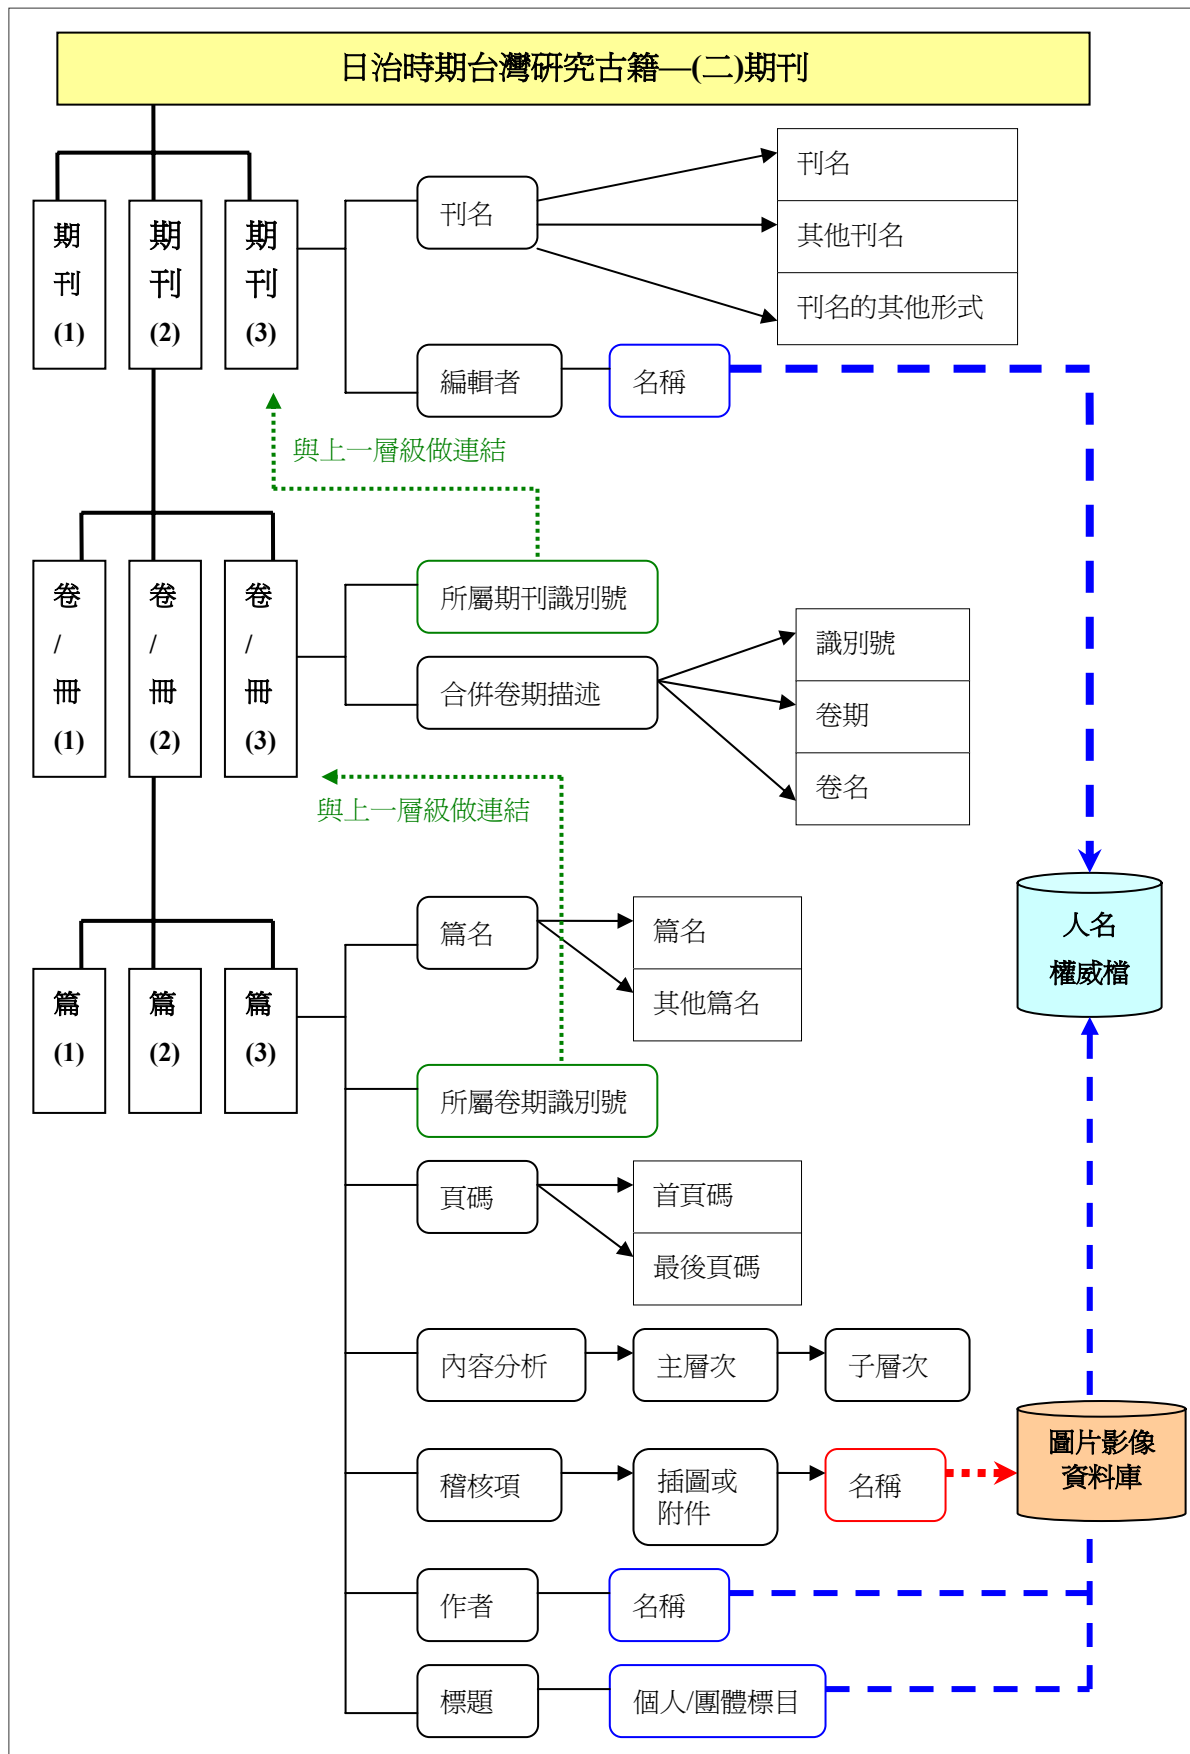 日治時期台灣研究古籍—(二)期刊
期
刊
(1)
期
刊
(2)
期
刊
(3)
刊名
刊名
其他刊名
刊名的其他形式
編輯者
名稱
與上一層級做連結
卷
/
冊
(1)
卷
/
冊
(2)
卷
/
冊
(3)
所屬期刊識別號
合併卷期描述
識別號
卷期
卷名
與上一層級做連結
人名
權威檔
篇
(1)
篇
(2)
篇
(3)
篇名
篇名
其他篇名
所屬卷期識別號
頁碼
首頁碼
最後頁碼
內容分析
主層次
子層次
稽核項
插圖或
附件
名稱
圖片影像
資料庫
作者
名稱
標題
個人/團體標目